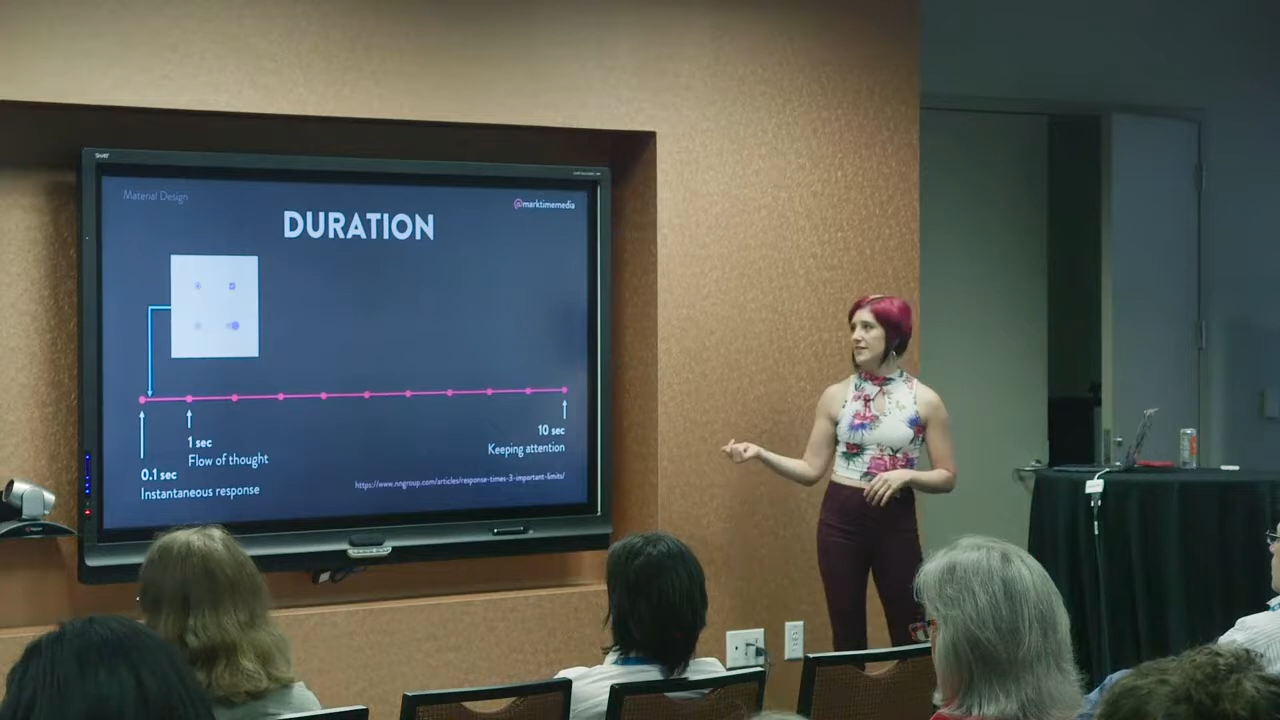 SMART
Material Design
@marktimemedia
DURATION
1 sec
Flow of thought
10 sec
Keeping attention
0.1 sec
Instantaneous response
https://www.nngroup.com/articles/response-times-3-important-limits/